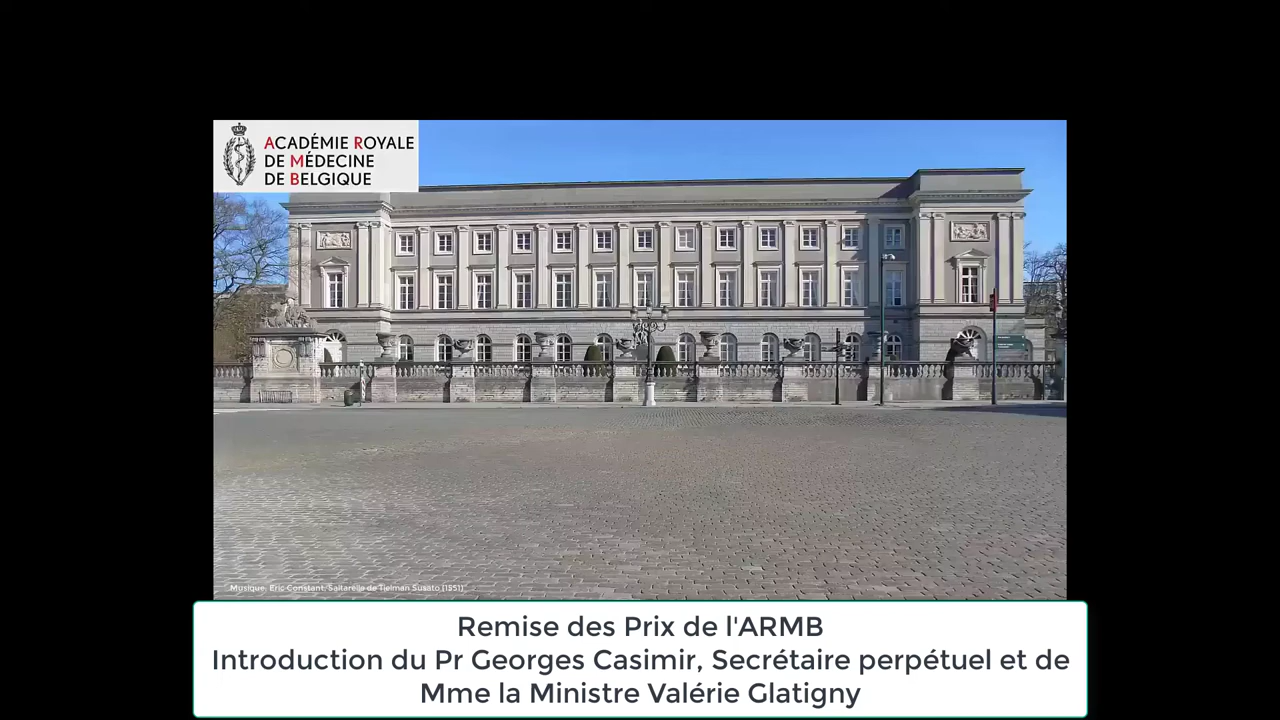 ACADÉMIE ROYALE
DE MÉDECINE
DE BELGIQUE
Musique, Eric Constant, Saltarelle de Tielman Susato (1551)
Remise des Prix de l'ARMB
Introduction du Pr Georges Casimir, Secrétaire perpétuel et de
Mme la Ministre Valérie Glatigny